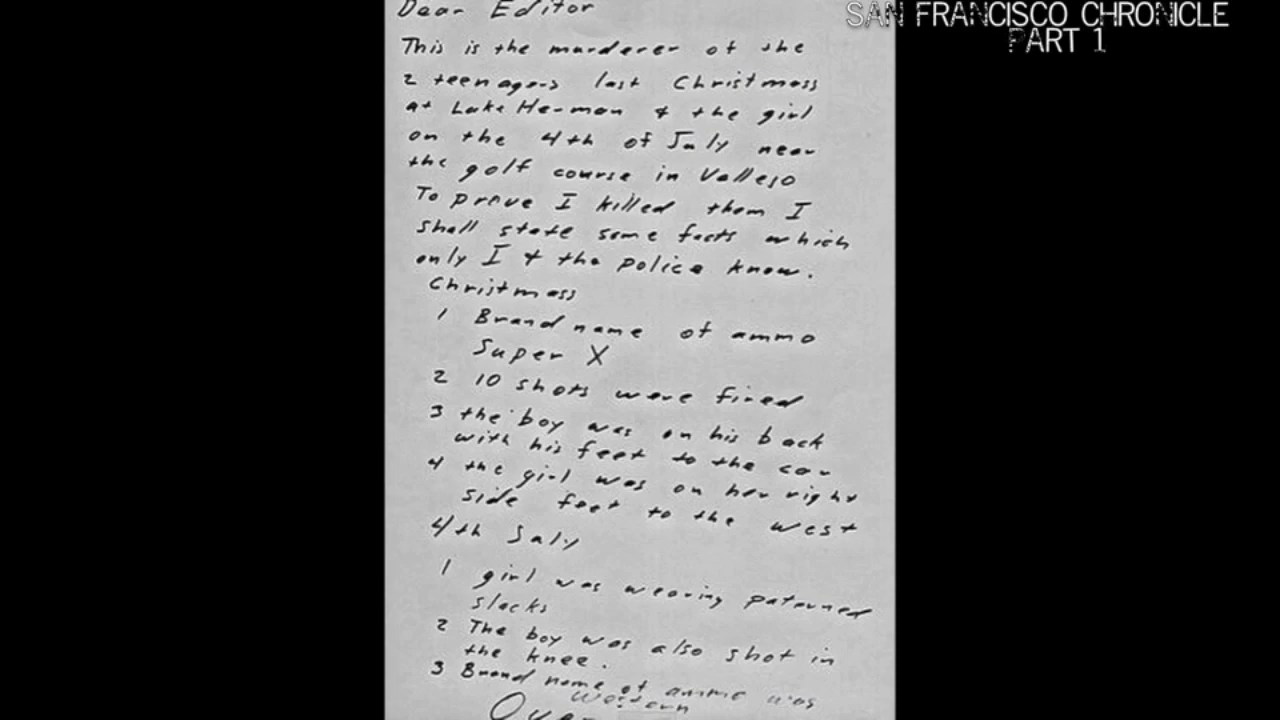 SAN FRANCISCO CHRONICLE
PART 1
Dear Editor
This is the murderer of the
2 teenagers last Christmass
at Lake Herman & the girl
on the 4th of July near
the golf course in Vallejo
To prove I killed them I
shall state some facts which
only I & the police know.
Christmass
1 Brand name of ammo
Super X
2 10 shots were fired
3 the boy was on his back
with his feet to the car
4 the girl was on her right
side feet to the west
4th July
1 girl was wearing paterned
slacks
2 The boy was also shot in
the knee.
3 Brand name of ammo was
Western
Over